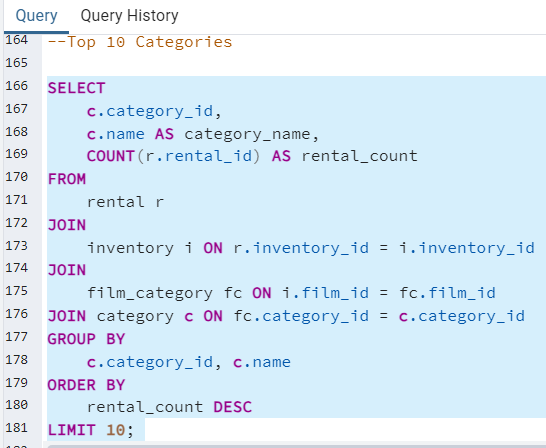 Query Query History
164 --Top 10 Categories
165
166 SELECT
167 c.category_id,
168 c.name AS category_name,
169 COUNT(r.rental_id) AS rental_count
170 FROM
171 rental r
172 JOIN
173 inventory i ON r.inventory_id = i.inventory_id
174 JOIN
175 film_category fc ON i.film_id = fc.film_id
176 JOIN category c ON fc.category_id = c.category_id
177 GROUP BY
178 c.category_id, c.name
179 ORDER BY
180 rental_count DESC
181 LIMIT 10;